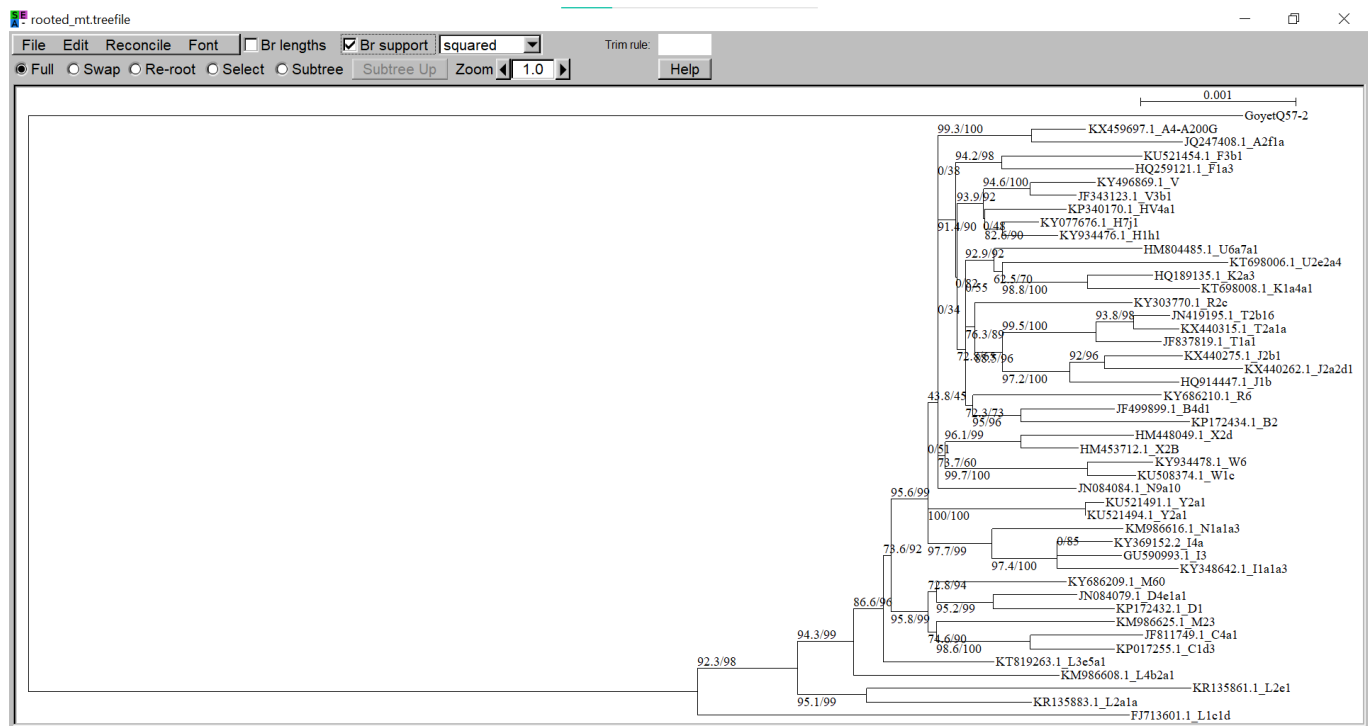 rooted_mt.treefile
File Edit Reconcile Font Br lengths Br support squared Trim rule:
Full Swap Re-root Select Subtree Subtree Up Zoom 1.0 Help
0.001
GoyetQ57-2
99.3/100 KX459697.1_A4-A200G
JQ247408.1_A2f1a
94.2/98 KU521454.1_F3b1
0/38 HQ259121.1_F1a3
94.6/100 KY496869.1_V
93.9/92 JF343123.1_V3b1
KP340170.1_HV4a1
91.4/90 0/48 KY077676.1_H7j1
82.6/90 KY934476.1_H1h1
92.9/92 HM804485.1_U6a7a1
KT698006.1_U2e2a4
62.5/70 HQ189135.1_K2a3
0/82 0/55 98.8/100 KT698008.1_K1a4a1
0/34 KY303770.1_R2c
93.8/98 JN419195.1_T2b16
76.3/89 99.5/100 KX440315.1_T2a1a
JF837819.1_T1a1
92/96 KX440275.1_J2b1
KX440262.1_J2a2d1
97.2/100 HQ914447.1_J1b
43.8/45 KY686210.1_R6
72.3/73 JF499899.1_B4d1
95/96 KP172434.1_B2
96.1/99 HM448049.1_X2d
0/51 HM453712.1_X2B
73.7/60 KY934478.1_W6
99.7/100 KU508374.1_W1c
95.6/99 JN084084.1_N9a10
KU521491.1_Y2a1
100/100 KU521494.1_Y2a1
KM986616.1_N1a1a3
0/85 KY369152.2_I4a
73.6/92 97.7/99 GU590993.1_I3
97.4/100 KY348642.1_I1a1a3
72.8/94 KY686209.1_M60
JN084079.1_D4e1a1
86.6/96 95.2/99 KP172432.1_D1
95.8/99 KM986625.1_M23
94.3/99 74.6/90 JF811749.1_C4a1
98.6/100 KP017255.1_C1d3
92.3/98 KT819263.1_L3e5a1
KM986608.1_L4b2a1
KR135861.1_L2e1
95.1/99 KR135883.1_L2a1a
FJ713601.1_L1c1d